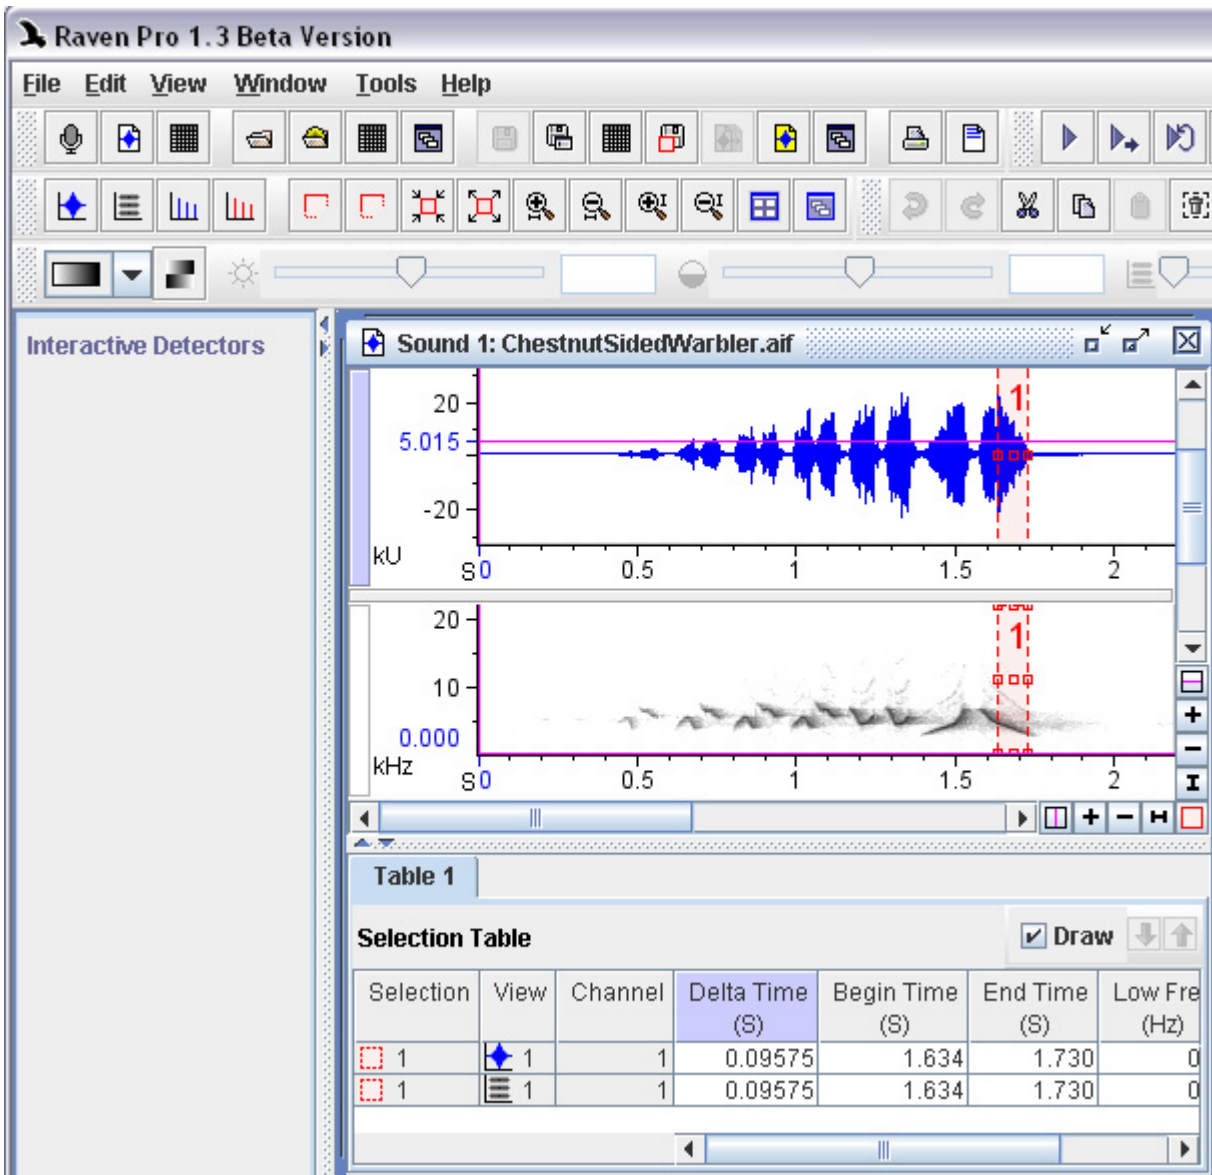 Raven Pro 1.3 Beta Version
File Edit View Window Tools Help
Interactive Detectors
Sound 1: ChestnutSidedWarbler.aif
20
5.015
-20
kU
S 0 0.5 1 1.5 2
1
20
10
0.000
kHz
S 0 0.5 1 1.5 2
1
Table 1
Selection Table Draw
Selection View Channel Delta Time Begin Time End Time Low Fre
(S) (S) (S) (Hz)
1 1 1 0.09575 1.634 1.730 0
1 1 1 0.09575 1.634 1.730 0